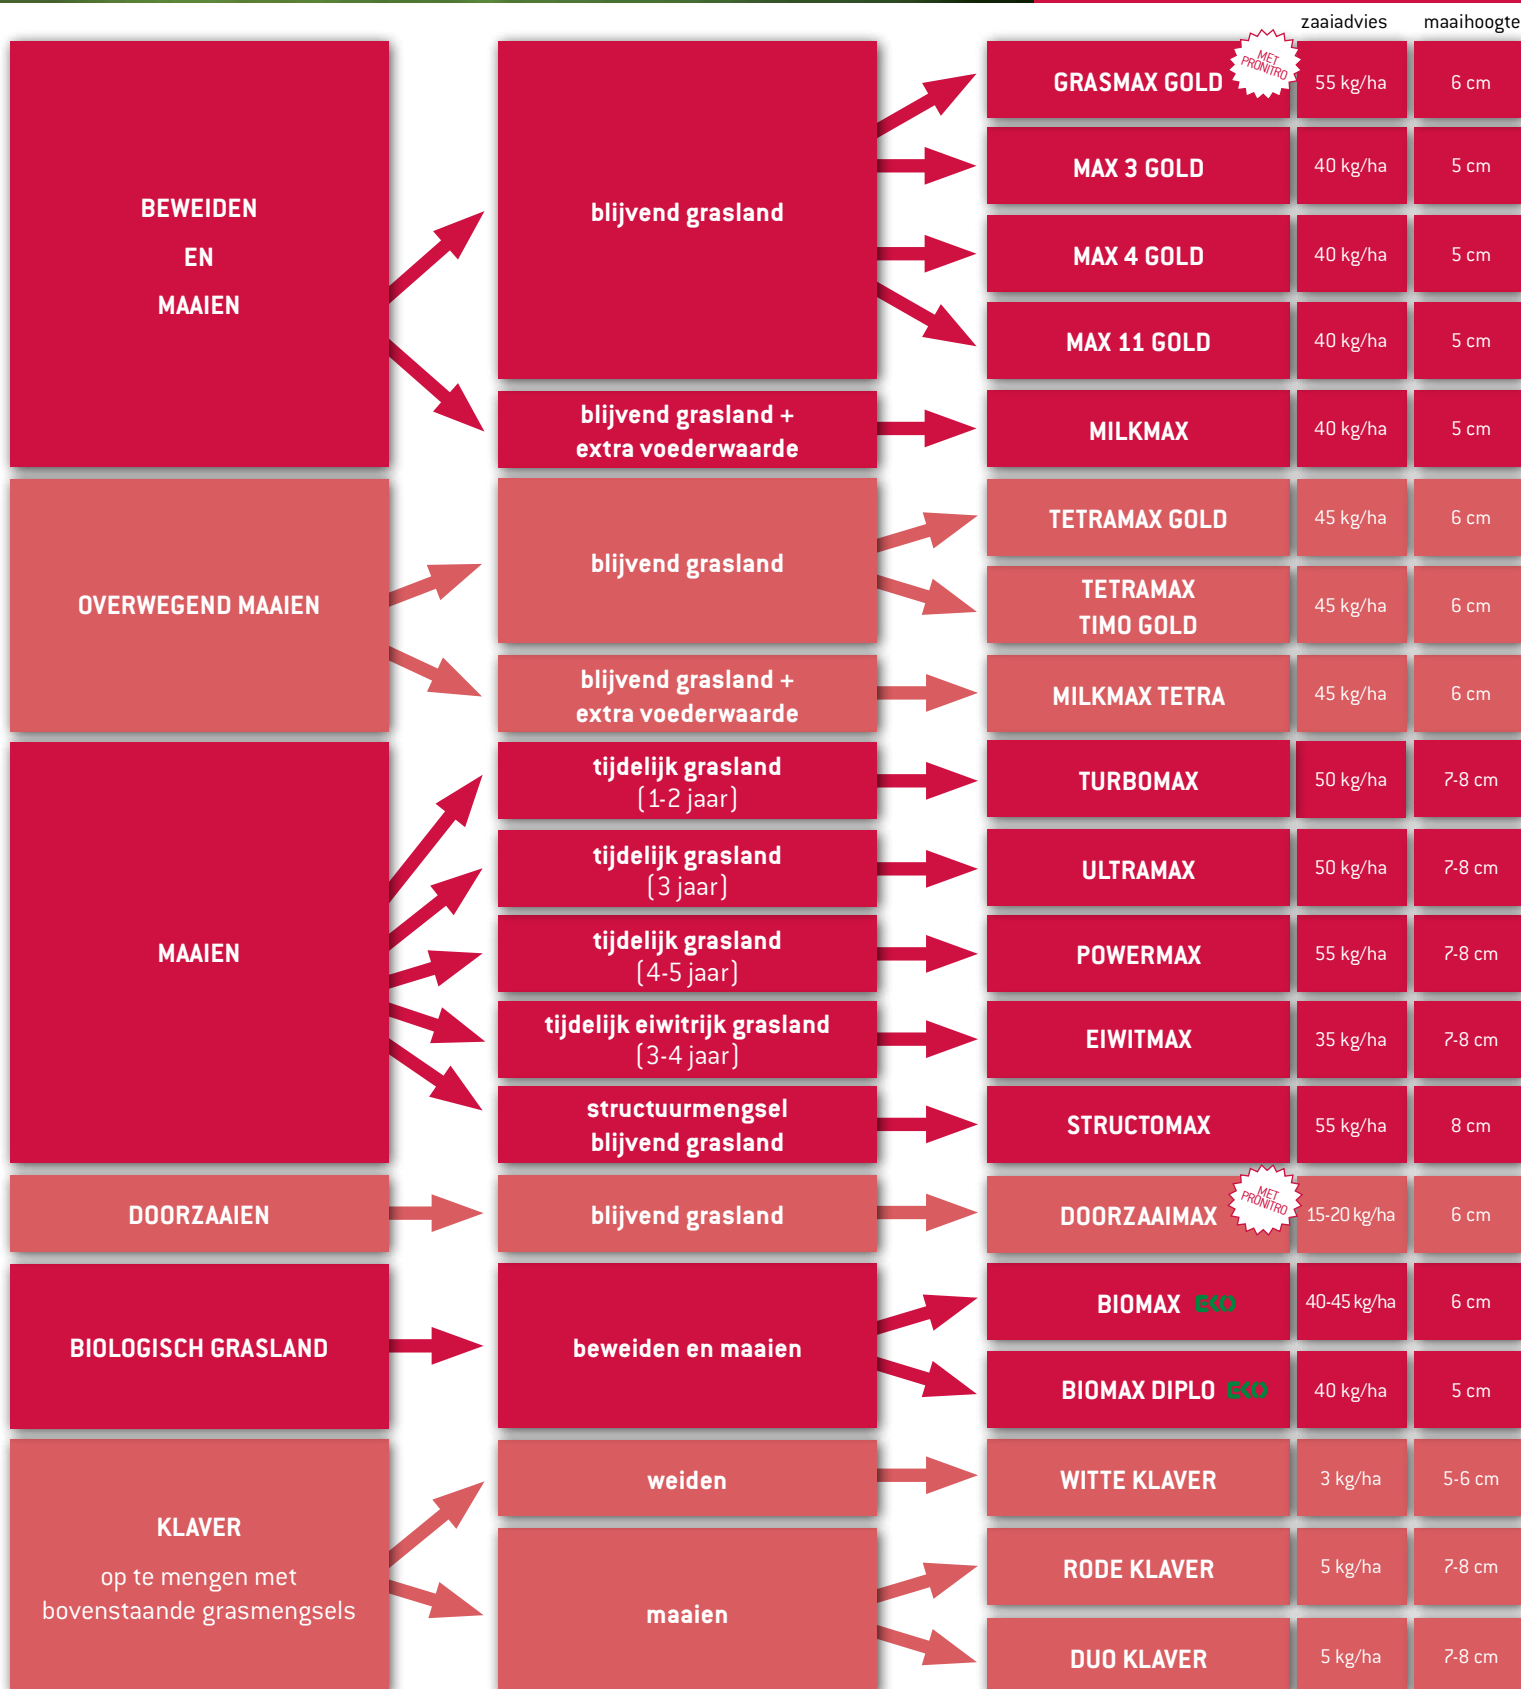 zaaiadvies maaihoogte
BEWEIDEN
EN
MAAIEN
blijvend grasland
GRASMAX GOLD
MET
PRONITRO
55 kg/ha
6 cm
MAX 3 GOLD
40 kg/ha
5 cm
MAX 4 GOLD
40 kg/ha
5 cm
MAX 11 GOLD
40 kg/ha
5 cm
blijvend grasland +
extra voederwaarde
MILKMAX
40 kg/ha
5 cm
OVERWEGEND MAAIEN
blijvend grasland
TETRAMAX GOLD
45 kg/ha
6 cm
TETRAMAX
TIMO GOLD
45 kg/ha
6 cm
blijvend grasland +
extra voederwaarde
MILKMAX TETRA
45 kg/ha
6 cm
MAAIEN
tijdelijk grasland
(1-2 jaar)
TURBOMAX
50 kg/ha
7-8 cm
tijdelijk grasland
(3 jaar)
ULTRAMAX
50 kg/ha
7-8 cm
tijdelijk grasland
(4-5 jaar)
POWERMAX
55 kg/ha
7-8 cm
tijdelijk eiwitrijk grasland
(3-4 jaar)
EIWITMAX
35 kg/ha
7-8 cm
structuurmengsel
blijvend grasland
STRUCTOMAX
55 kg/ha
8 cm
DOORZAAIEN
blijvend grasland
DOORZAAIMAX
MET
PRONITRO
15-20 kg/ha
6 cm
BIOLOGISCH GRASLAND
beweiden en maaien
BIOMAX EKO
40-45 kg/ha
6 cm
BIOMAX DIPLO EKO
40 kg/ha
5 cm
KLAVER
op te mengen met
bovenstaande grasmengsels
weiden
WITTE KLAVER
3 kg/ha
5-6 cm
maaien
RODE KLAVER
5 kg/ha
7-8 cm
DUO KLAVER
5 kg/ha
7-8 cm